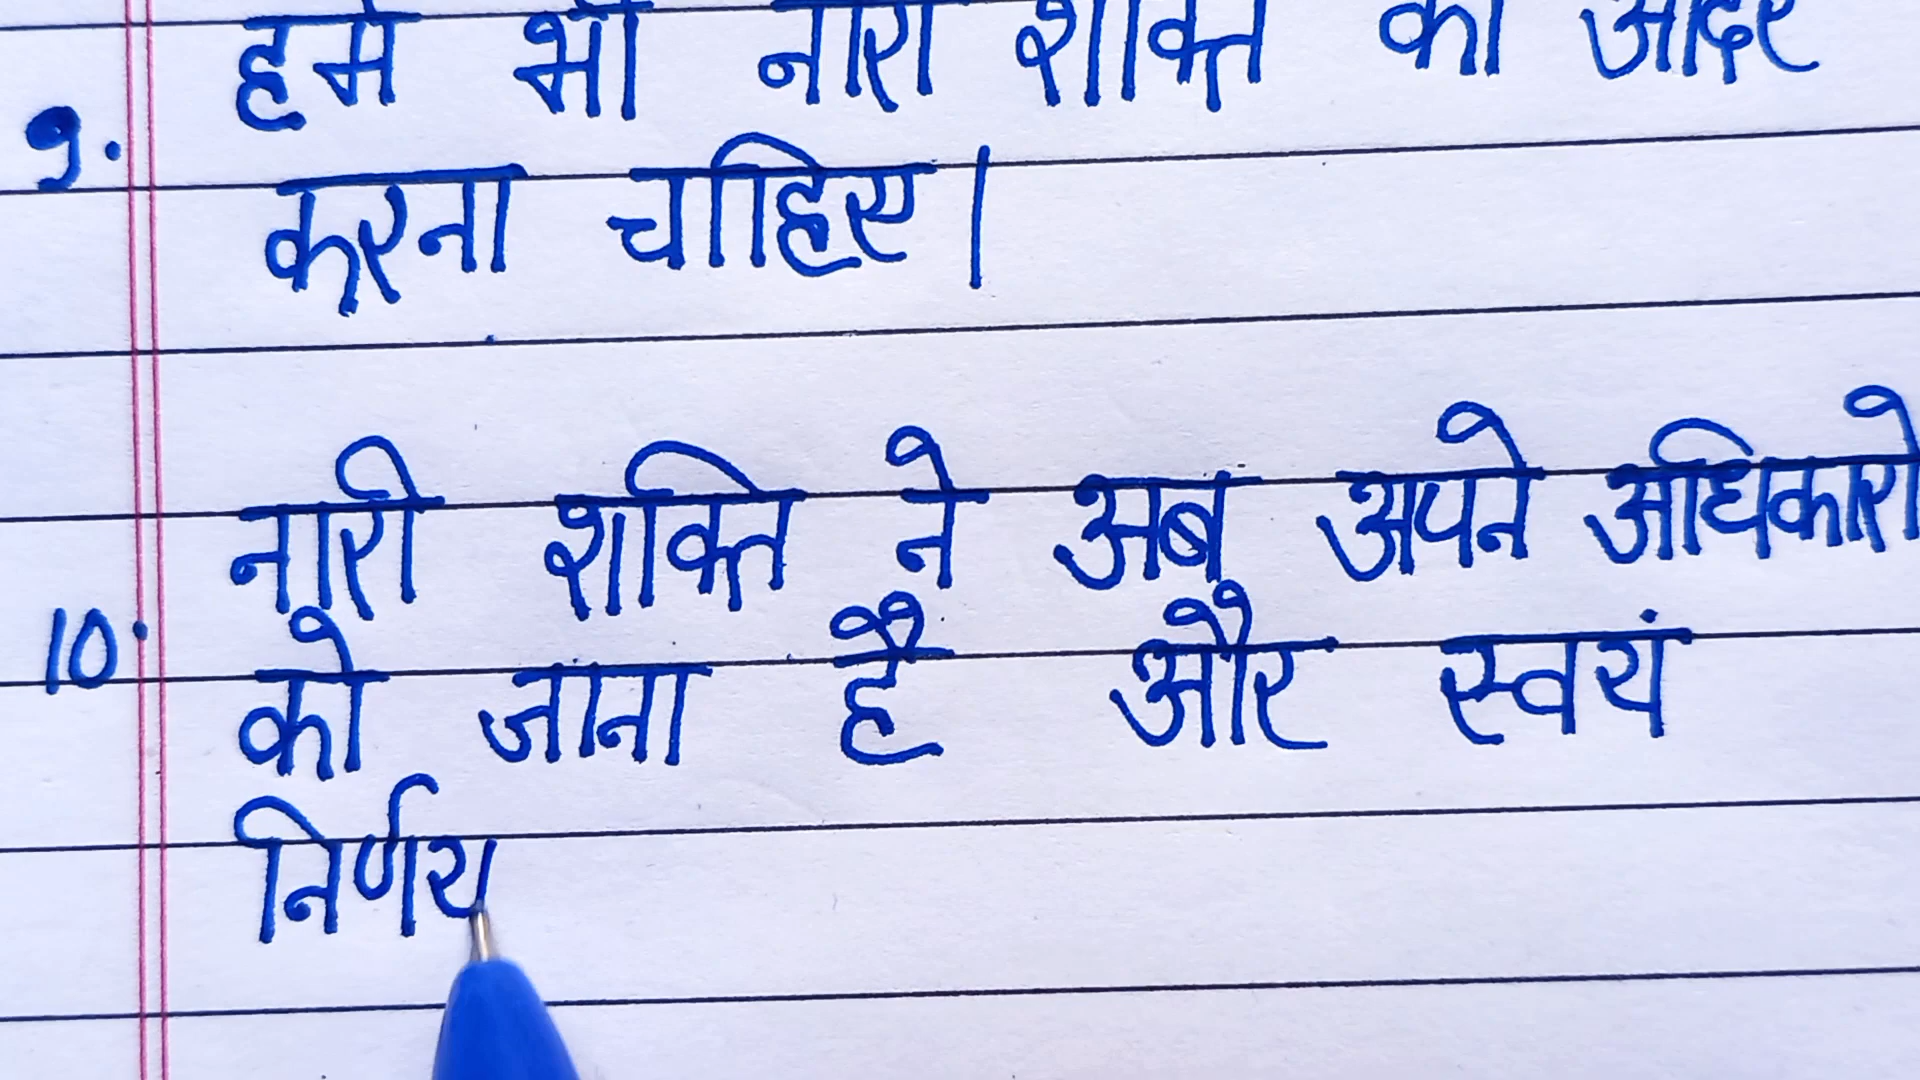 हमे भी नारी शक्ति का आदर
9. करना चाहिए।
नारी शक्ति ने अब अपने अधिकारो
10. को जाना है और स्वयं
निर्णय